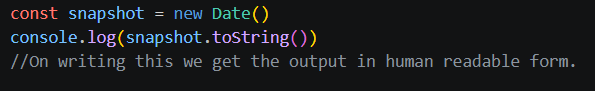 const snapshot = new Date()
console.log(snapshot.toString())
//On writing this we get the output in human readable form.